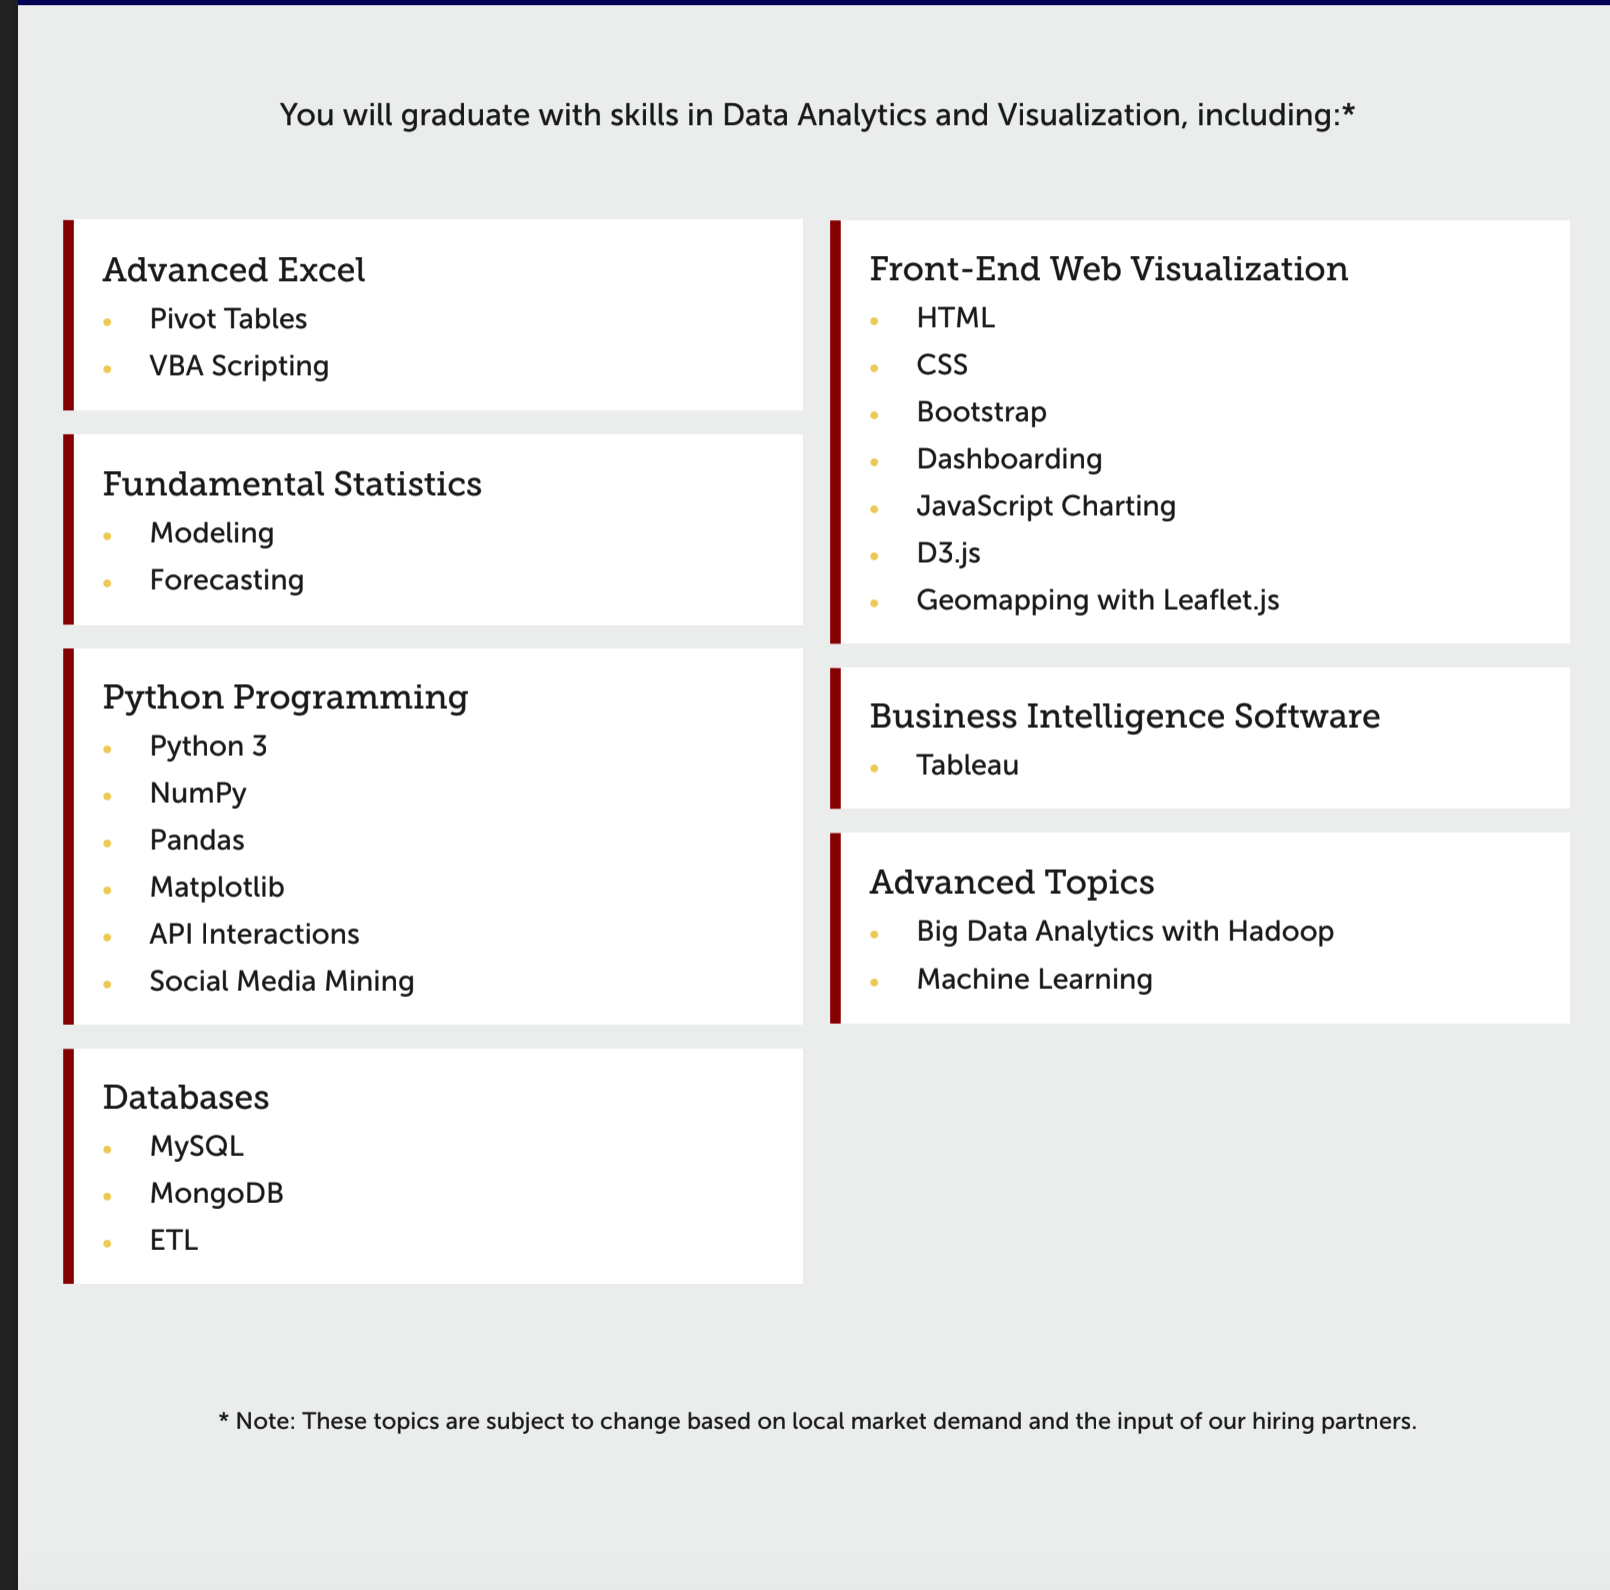 You will graduate with skills in Data Analytics and Visualization, including:*
Advanced Excel
Pivot Tables
VBA Scripting
Fundamental Statistics
Modeling
Forecasting
Python Programming
Python 3
NumPy
Pandas
Matplotlib
API Interactions
Social Media Mining
Databases
MySQL
MongoDB
ETL
Front-End Web Visualization
HTML
CSS
Bootstrap
Dashboarding
JavaScript Charting
D3.js
Geomapping with Leaflet.js
Business Intelligence Software
Tableau
Advanced Topics
Big Data Analytics with Hadoop
Machine Learning
* Note: These topics are subject to change based on local market demand and the input of our hiring partners.